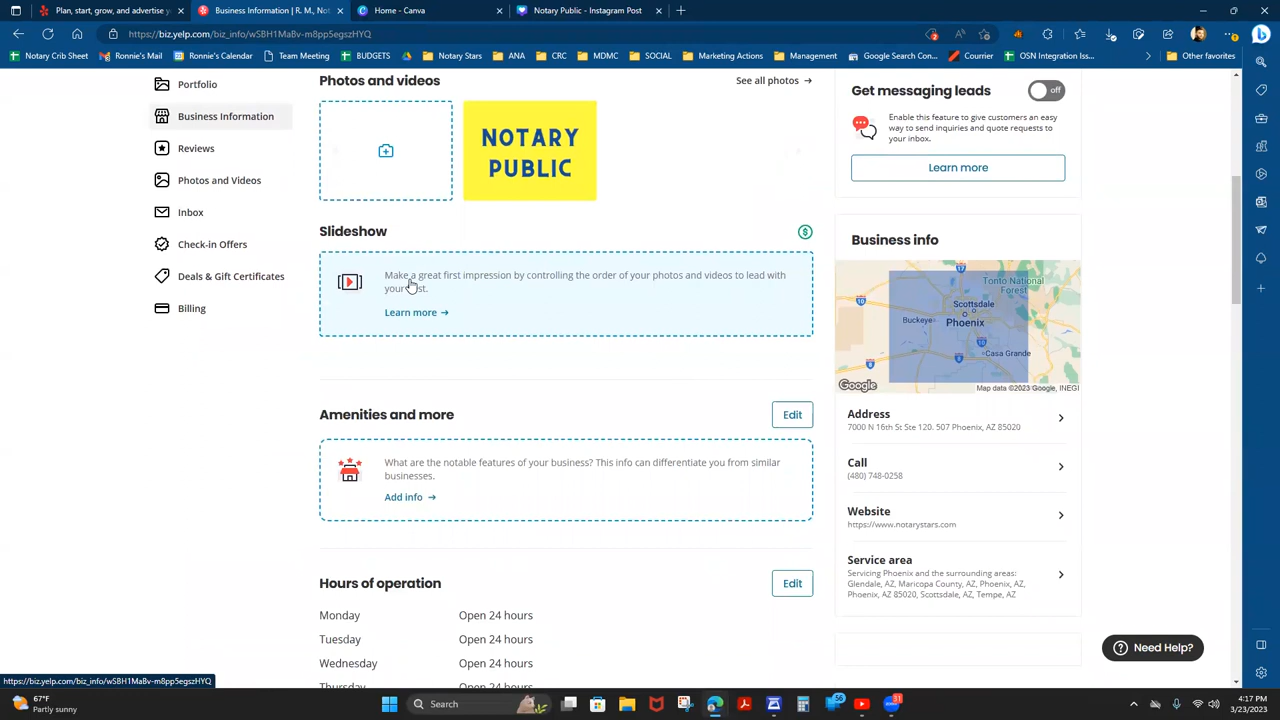 Plan, start, grow, and advertise y
Business Information | R. M., Not
Home - Canva
Notary Public - Instagram Post
https://biz.yelp.com/biz_info/wSBH1MaBv-m8pp5egszHYQ
Notary Crib Sheet
Ronnie's Mail
Ronnie's Calendar
Team Meeting
BUDGETS
Notary Stars
ANA
CRC
MDMC
SOCIAL
Marketing Actions
Management
Google Search Con...
Courrier
OSN Integration Iss...
Other favorites
Portfolio
Business Information
Reviews
Photos and Videos
Inbox
Check-in Offers
Deals & Gift Certificates
Billing
Photos and videos
See all photos →
NOTARY
PUBLIC
Slideshow
Make a great first impression by controlling the order of your photos and videos to lead with
your best.
Learn more →
Amenities and more
Edit
What are the notable features of your business? This info can differentiate you from similar
businesses.
Add info →
Hours of operation
Edit
Monday Open 24 hours
Tuesday Open 24 hours
Wednesday Open 24 hours
Thursday Open 24 hours
Get messaging leads
off
Enable this feature to give customers an easy
way to send inquiries and quote requests to
your inbox.
Learn more
Business info
17
Tonto National
Forest
10
Scottsdale
Buckeye
Phoenix
10
8
Casa Grande
8
Google
Map data ©2023 Google, INEGI
Address
7000 N 16th St Ste 120. 507 Phoenix, AZ 85020
Call
(480) 748-0258
Website
https://www.notarystars.com
Service area
Servicing Phoenix and the surrounding areas:
Glendale, AZ, Maricopa County, AZ, Phoenix, AZ,
Phoenix, AZ 85020, Scottsdale, AZ, Tempe, AZ
Need Help?
https://biz.yelp.com/biz_info/wSBH1MaBv-m8pp5egszHYQ
67°F
Partly sunny
Search
56
31
4:17 PM
3/23/2023